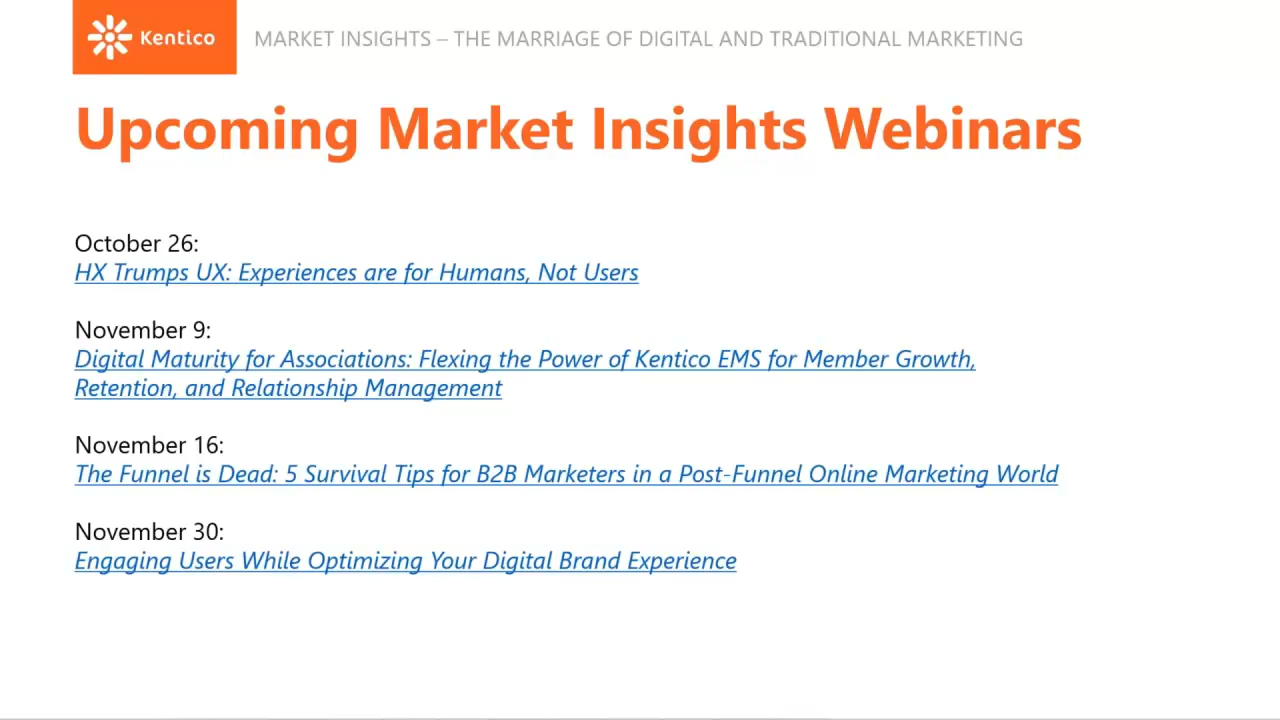 Kentico
MARKET INSIGHTS – THE MARRIAGE OF DIGITAL AND TRADITIONAL MARKETING
Upcoming Market Insights Webinars
October 26:
HX Trumps UX: Experiences are for Humans, Not Users
November 9:
Digital Maturity for Associations: Flexing the Power of Kentico EMS for Member Growth,
Retention, and Relationship Management
November 16:
The Funnel is Dead: 5 Survival Tips for B2B Marketers in a Post-Funnel Online Marketing World
November 30:
Engaging Users While Optimizing Your Digital Brand Experience